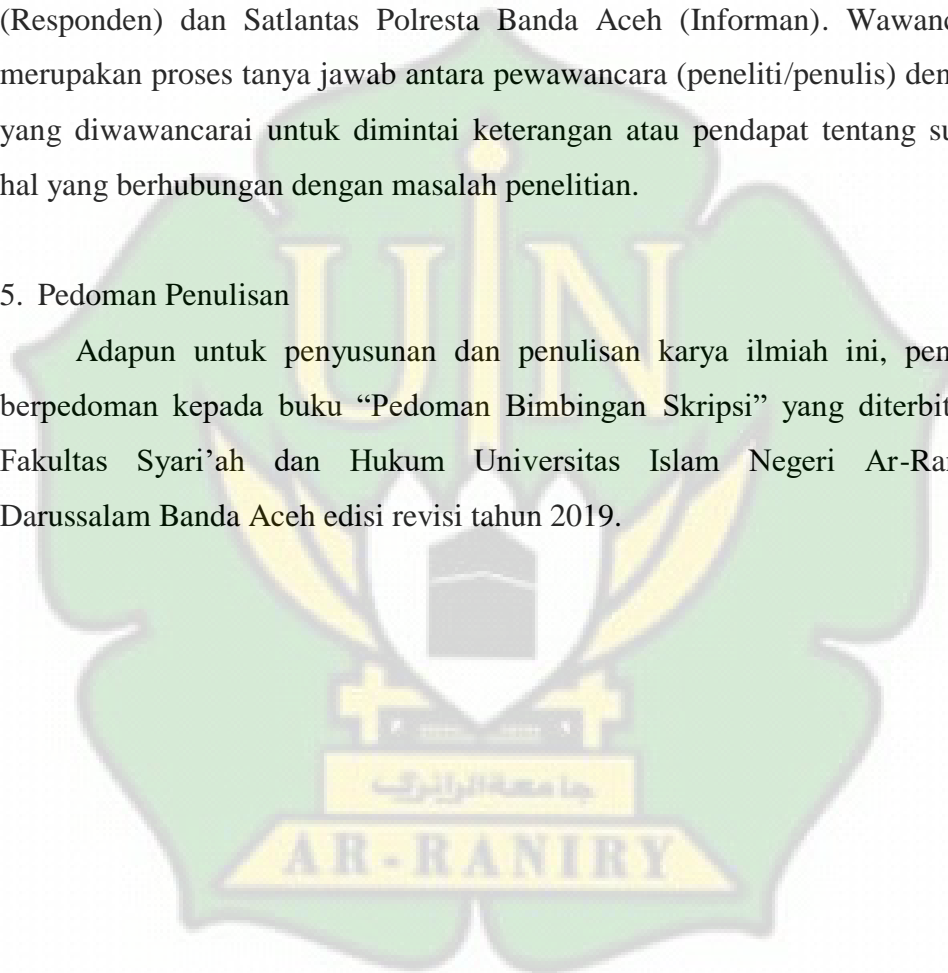 (Responden) dan Satlantas Polresta Banda Aceh (Informan). Wawanc
merupakan proses tanya jawab antara pewawancara (peneliti/penulis) den
yang diwawancarai untuk dimintai keterangan atau pendapat tentang su
hal yang berhubungan dengan masalah penelitian.
5. Pedoman Penulisan
Adapun untuk penyusunan dan penulisan karya ilmiah ini, pen
berpedoman kepada buku “Pedoman Bimbingan Skripsi” yang diterbit
Fakultas Syari’ah dan Hukum Universitas Islam Negeri Ar-Ra
Darussalam Banda Aceh edisi revisi tahun 2019.
UIN
جامعة الرانري
AR-RANIRY